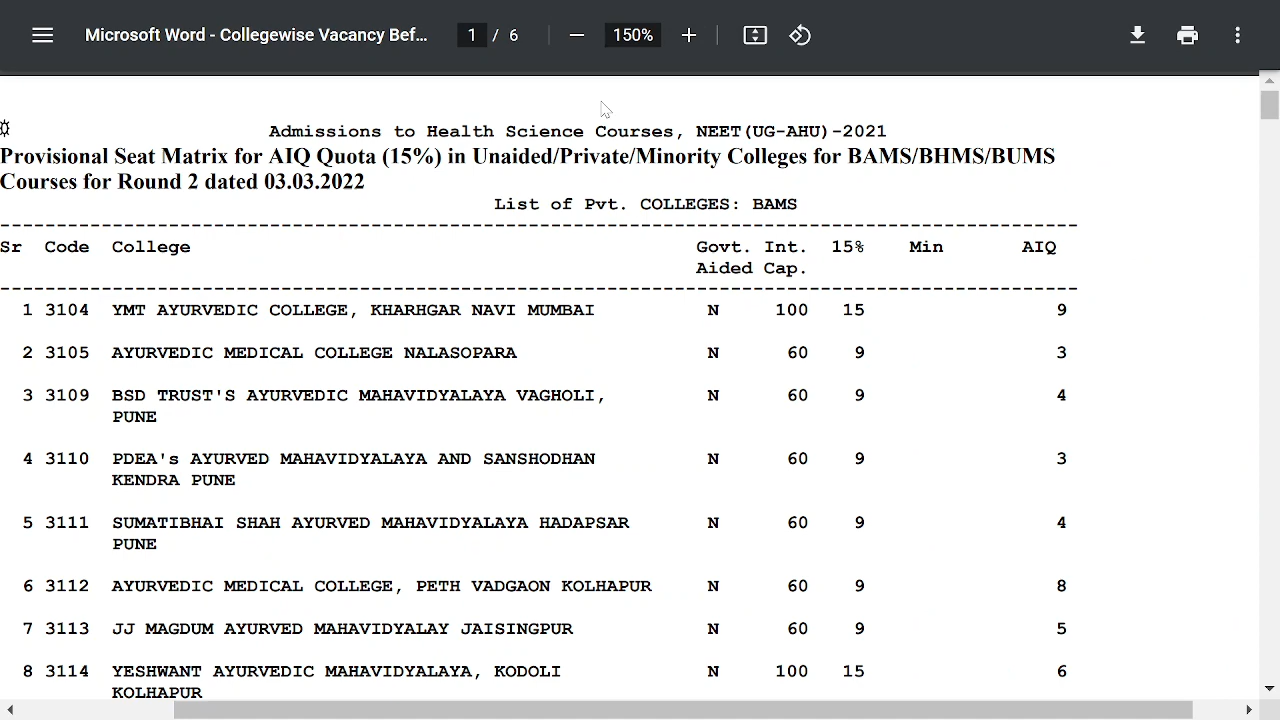 Microsoft Word - Collegewise Vacancy Bef... 1 / 6 150%
Admissions to Health Science Courses, NEET(UG-AHU)-2021
Provisional Seat Matrix for AIQ Quota (15%) in Unaided/Private/Minority Colleges for BAMS/BHMS/BUMS
Courses for Round 2 dated 03.03.2022
List of Pvt. COLLEGES: BAMS
Sr Code College Govt. Int. 15% Min AIQ
Aided Cap.
1 3104 YMT AYURVEDIC COLLEGE, KHARHGAR NAVI MUMBAI N 100 15 9
2 3105 AYURVEDIC MEDICAL COLLEGE NALASOPARA N 60 9 3
3 3109 BSD TRUST'S AYURVEDIC MAHAVIDYALAYA VAGHOLI, N 60 9 4
PUNE
4 3110 PDEA's AYURVED MAHAVIDYALAYA AND SANSHODHAN N 60 9 3
KENDRA PUNE
5 3111 SUMATIBHAI SHAH AYURVED MAHAVIDYALAYA HADAPSAR N 60 9 4
PUNE
6 3112 AYURVEDIC MEDICAL COLLEGE, PETH VADGAON KOLHAPUR N 60 9 8
7 3113 JJ MAGDUM AYURVED MAHAVIDYALAY JAISINGPUR N 60 9 5
8 3114 YESHWANT AYURVEDIC MAHAVIDYALAYA, KODOLI N 100 15 6
KOLHAPUR